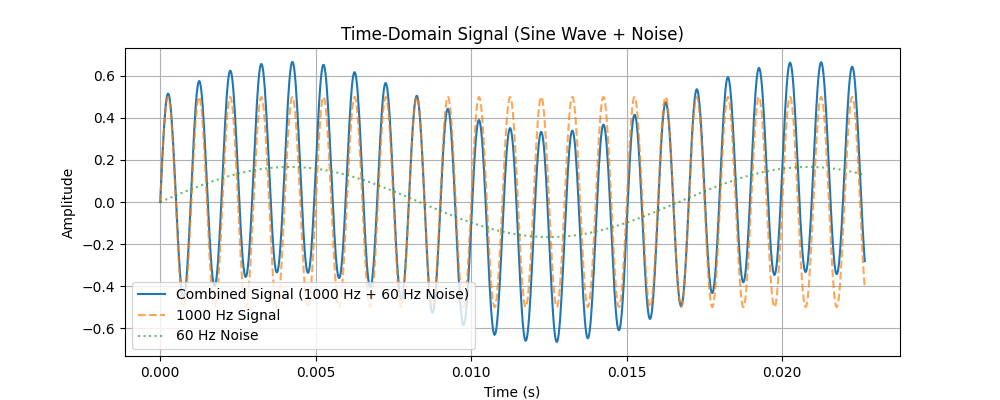 Time-Domain Signal (Sine Wave + Noise)
Amplitude
0.6
0.4
0.2
0.0
−0.2
−0.4
−0.6
Combined Signal (1000 Hz + 60 Hz Noise)
1000 Hz Signal
60 Hz Noise
0.000 0.005 0.010 0.015 0.020
Time (s)